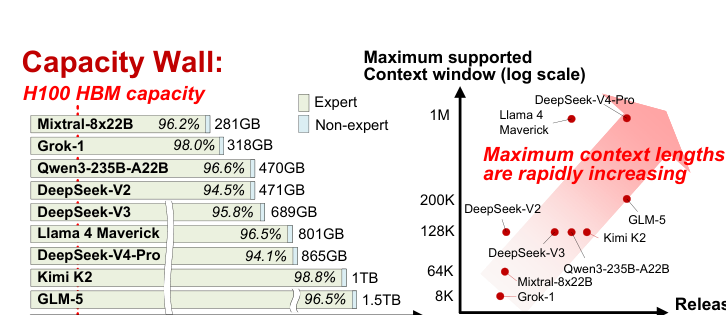 Capacity Wall:
H100 HBM capacity
Expert
Non-expert
Mixtral-8x22B 96.2% 281GB
Grok-1 98.0% 318GB
Qwen3-235B-A22B 96.6% 470GB
DeepSeek-V2 94.5% 471GB
DeepSeek-V3 95.8% 689GB
Llama 4 Maverick 96.5% 801GB
DeepSeek-V4-Pro 94.1% 865GB
Kimi K2 98.8% 1TB
GLM-5 96.5% 1.5TB
Maximum supported
Context window (log scale)
1M
200K
128K
64K
8K
DeepSeek-V4-Pro
Llama 4
Maverick
Maximum context lengths
are rapidly increasing
DeepSeek-V2
GLM-5
Kimi K2
DeepSeek-V3
Qwen3-235B-A22B
Mixtral-8x22B
Grok-1
Releas